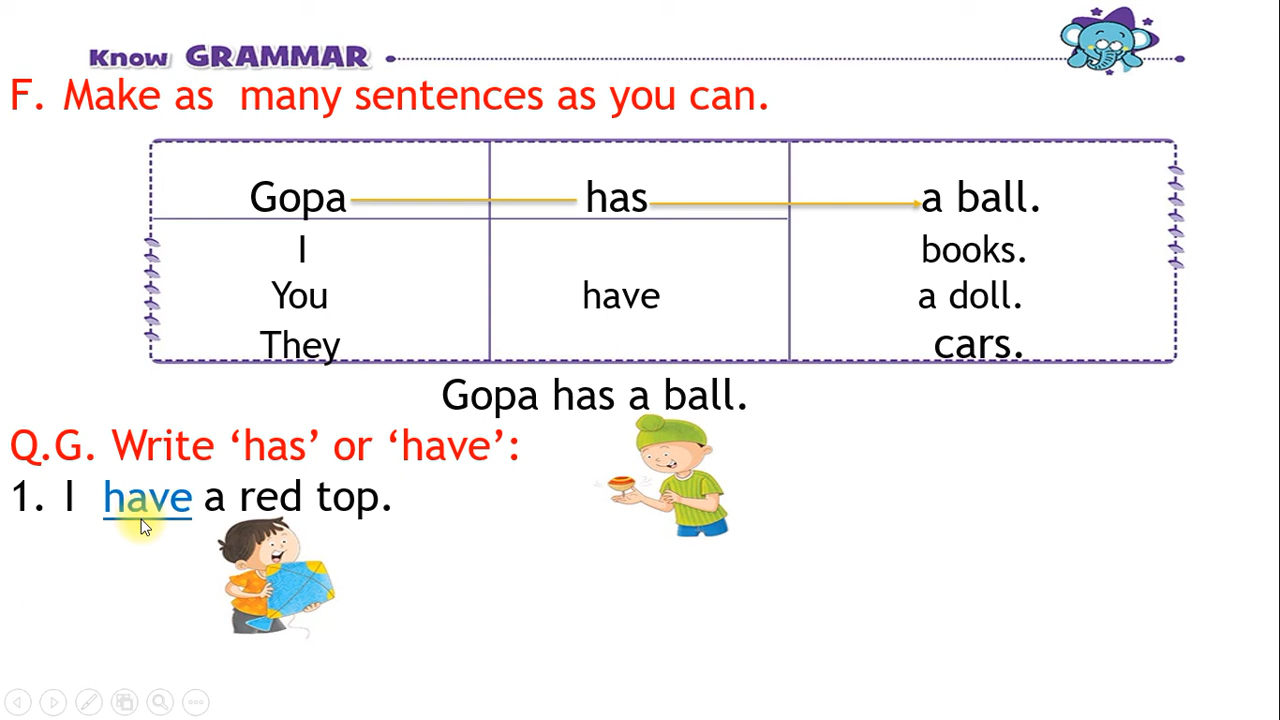 Know GRAMMAR
F. Make as many sentences as you can.
Gopa has a ball.
I books.
You have a doll.
They cars.
Gopa has a ball.
Q.G. Write ‘has’ or ‘have’:
1. I have a red top.